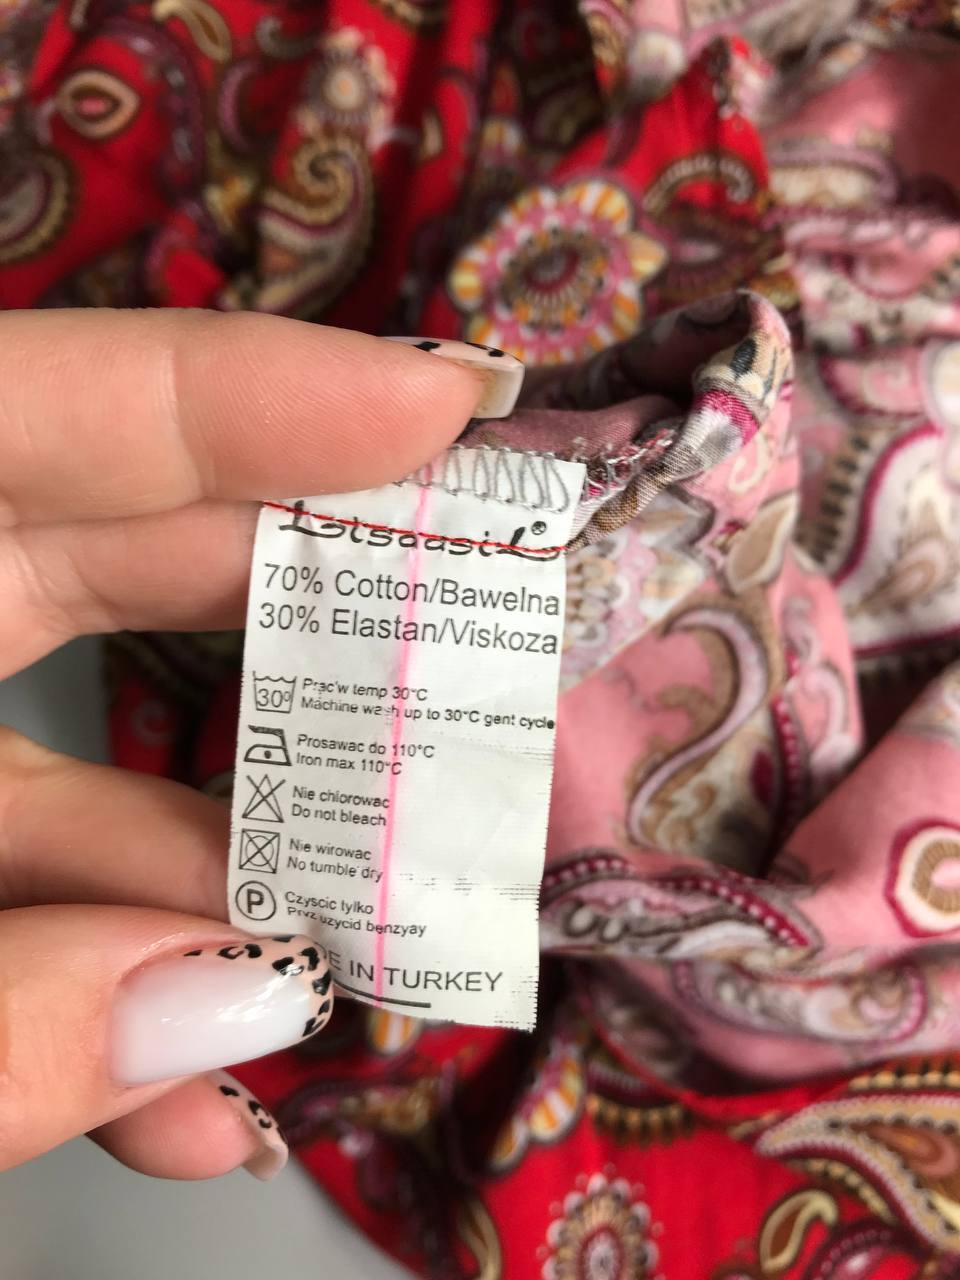 ®
70% Cotton/Bawelna
30% Elastan/Viskoza
30°
Prac'w temp 30°C
Machine wash up to 30°C gent cycle
Prosawac do 110°C
Iron max 110°C
Nie chlorowac
Do not bleach
Nie wirowac
No tumble dry
P
Czyscic tylko
Prvz uzycid benzyay
E IN TURKEY